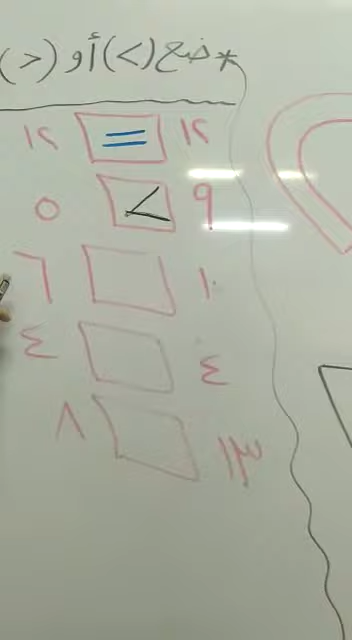 *ضع (<) أو (>)
١٢ = ١٢
٩ > ٥
١٠ ٦
٤ ٤
١٣ ٨